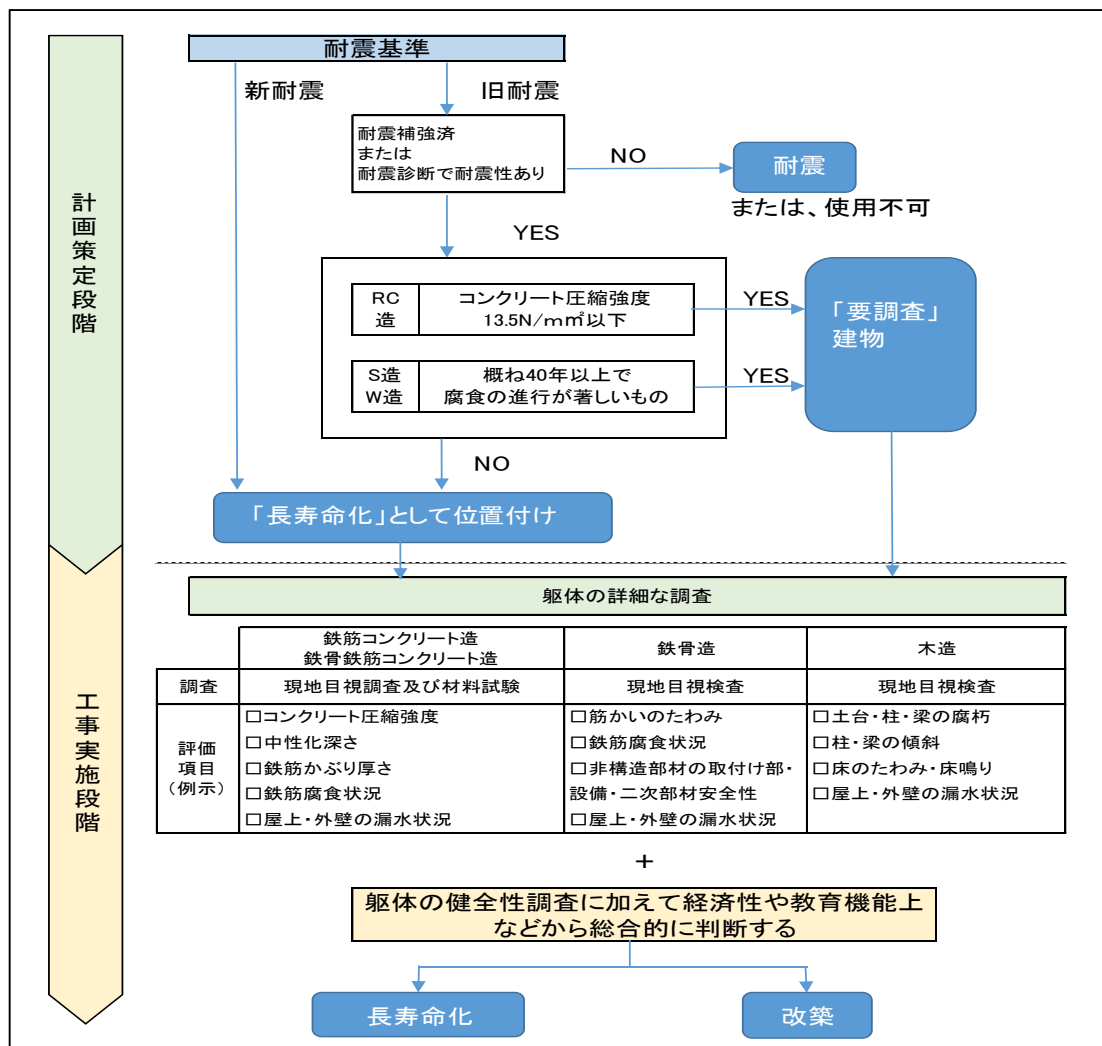 計画策定段階
耐震基準
新耐震
旧耐震
耐震補強済
または
耐震診断で耐震性あり
NO
耐震
または、使用不可
YES
RC
造
コンクリート圧縮強度
13.5N/m㎡以下
YES
S造
W造
概ね40年以上で
腐食の進行が著しいもの
YES
「要調査」
建物
NO
「長寿命化」として位置付け
工事実施段階
躯体の詳細な調査
鉄筋コンクリート造
鉄骨鉄筋コンクリート造
鉄骨造
木造
調査
現地目視調査及び材料試験
現地目視検査
現地目視検査
評価
項目
(例示)
□コンクリート圧縮強度
□中性化深さ
□鉄筋かぶり厚さ
□鉄筋腐食状況
□屋上・外壁の漏水状況
□筋かいのたわみ
□鉄筋腐食状況
□非構造部材の取付け部・
設備・二次部材安全性
□屋上・外壁の漏水状況
□土台・柱・梁の腐朽
□柱・梁の傾斜
□床のたわみ・床鳴り
□屋上・外壁の漏水状況
+
躯体の健全性調査に加えて経済性や教育機能上
などから総合的に判断する
長寿命化
改築